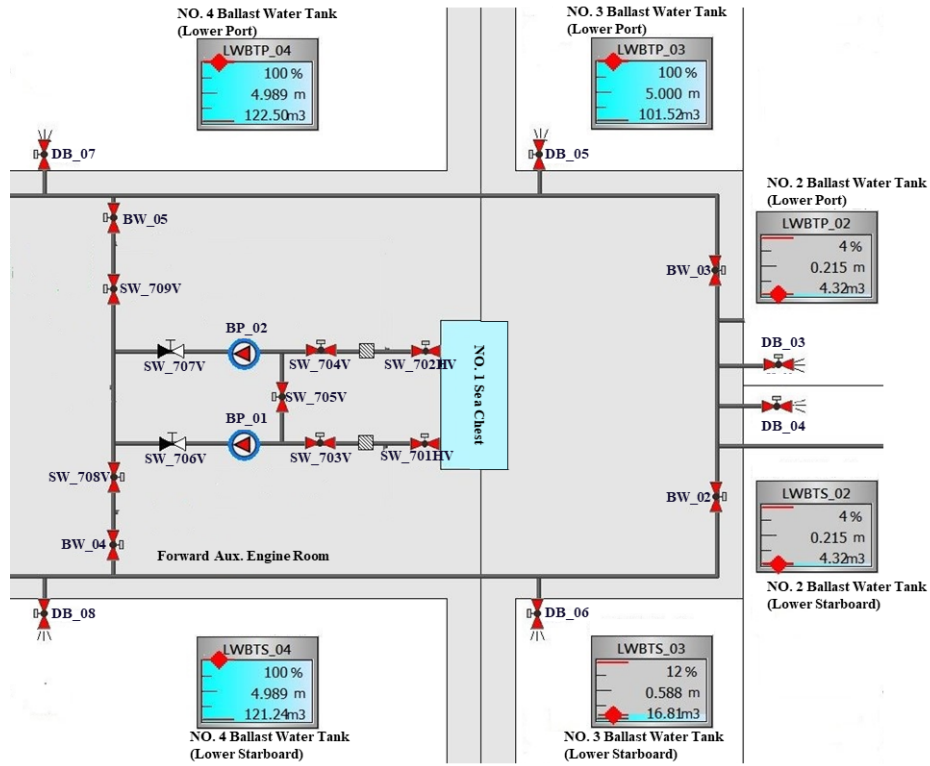 NO. 4 Ballast Water Tank
(Lower Port)
LWBTP_04
100 %
4.989 m
122.50m3
NO. 3 Ballast Water Tank
(Lower Port)
LWBTP_03
100 %
5.000 m
101.52m3
DB_07
DB_05
NO. 2 Ballast Water Tank
(Lower Port)
LWBTP_02
4 %
0.215 m
4.32m3
BW_05
BW_03
SW_709V
BP_02
SW_707V
SW_704V
SW_702HV
NO. 1 Sea Chest
DB_03
SW_705V
BP_01
DB_04
SW_706V
SW_703V
SW_701HV
SW_708V
BW_02
BW_04
Forward Aux. Engine Room
LWBTS_02
4 %
0.215 m
4.32m3
NO. 2 Ballast Water Tank
(Lower Starboard)
DB_08
DB_06
LWBTS_04
100 %
4.989 m
121.24m3
NO. 4 Ballast Water Tank
(Lower Starboard)
LWBTS_03
12 %
0.588 m
16.81m3
NO. 3 Ballast Water Tank
(Lower Starboard)